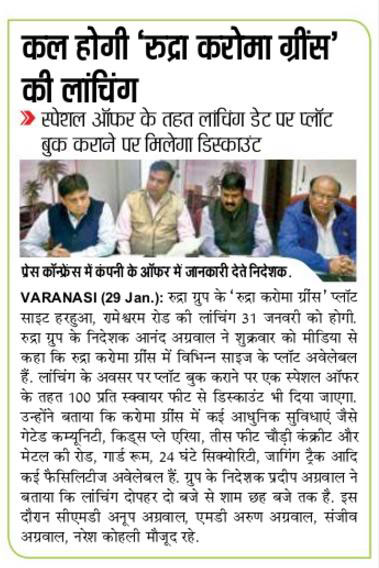 कल होगी ‘रुद्रा करोमा ग्रींस’
की लांचिंग
स्पेशल ऑफर के तहत लांचिंग डेट पर प्लॉट
बुक कराने पर मिलेगा डिस्काउंट
प्रेस कॉन्फ्रेंस में कंपनी के ऑफर में जानकारी देते निदेशक.
VARANASI (29 Jan.): रुद्रा ग्रुप के ‘रुद्रा करोमा ग्रींस’ प्लॉट
साइट हरहुआ, रामेश्वरम रोड की लांचिंग 31 जनवरी को होगी.
रुद्रा ग्रुप के निदेशक आनंद अग्रवाल ने शुक्रवार को मीडिया से
कहा कि रुद्रा करोमा ग्रींस में विभिन्न साइज के प्लॉट अवेलेबल
हैं. लांचिंग के अवसर पर प्लॉट बुक कराने पर एक स्पेशल ऑफर
के तहत 100 प्रति स्क्वायर फीट से डिस्काउंट भी दिया जाएगा.
उन्होंने बताया कि करोमा ग्रींस में कई आधुनिक सुविधाएं जैसे
गेटेड कम्यूनिटी, किड्स प्ले एरिया, तीस फीट चौड़ी कंक्रीट और
मेटल की रोड, गार्ड रूम, 24 घंटे सिक्योरिटी, जागिंग ट्रैक आदि
कई फैसिलिटीज अवेलेबल हैं. ग्रुप के निदेशक प्रदीप अग्रवाल ने
बताया कि लांचिंग दोपहर दो बजे से शाम छह बजे तक है. इस
दौरान सीएमडी अनूप अग्रवाल, एमडी अरुण अग्रवाल, संजीव
अग्रवाल, नरेश कोहली मौजूद रहे.